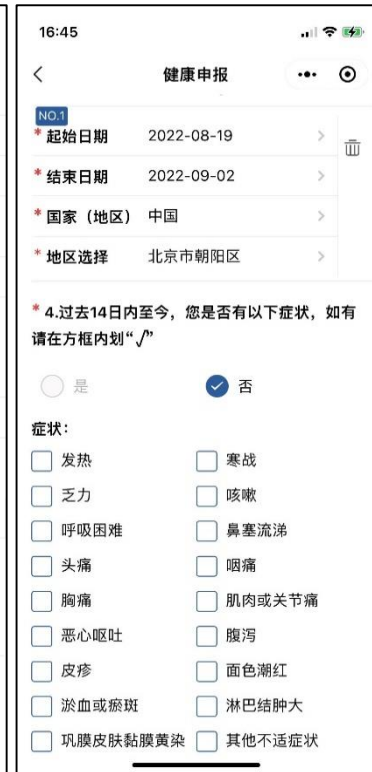 16:45
健康申报
NO.1
* 起始日期 2022-08-19
* 结束日期 2022-09-02
* 国家（地区） 中国
* 地区选择 北京市朝阳区
* 4.过去14日内至今，您是否有以下症状，如有
请在方框内划“√”
是 否
症状：
发热 寒战
乏力 咳嗽
呼吸困难 鼻塞流涕
头痛 咽痛
胸痛 肌肉或关节痛
恶心呕吐 腹泻
皮疹 面色潮红
淤血或瘀斑 淋巴结肿大
巩膜皮肤黏膜黄染 其他不适症状